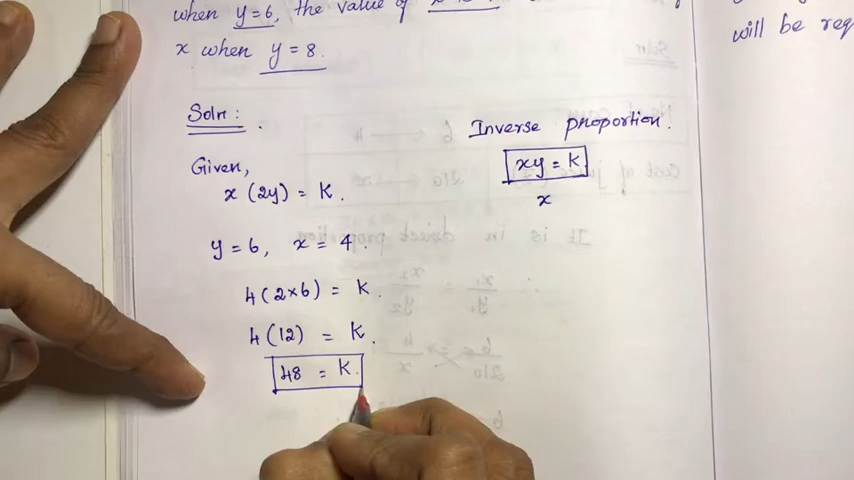 when y=6, the value of
x when y = 8.
will be req
Soln:
Inverse proportion.
Given,
xy = K
x (2y) = K.
x
y = 6, x = 4.
4(2×6) = K.
4(12) = K.
48 = K.